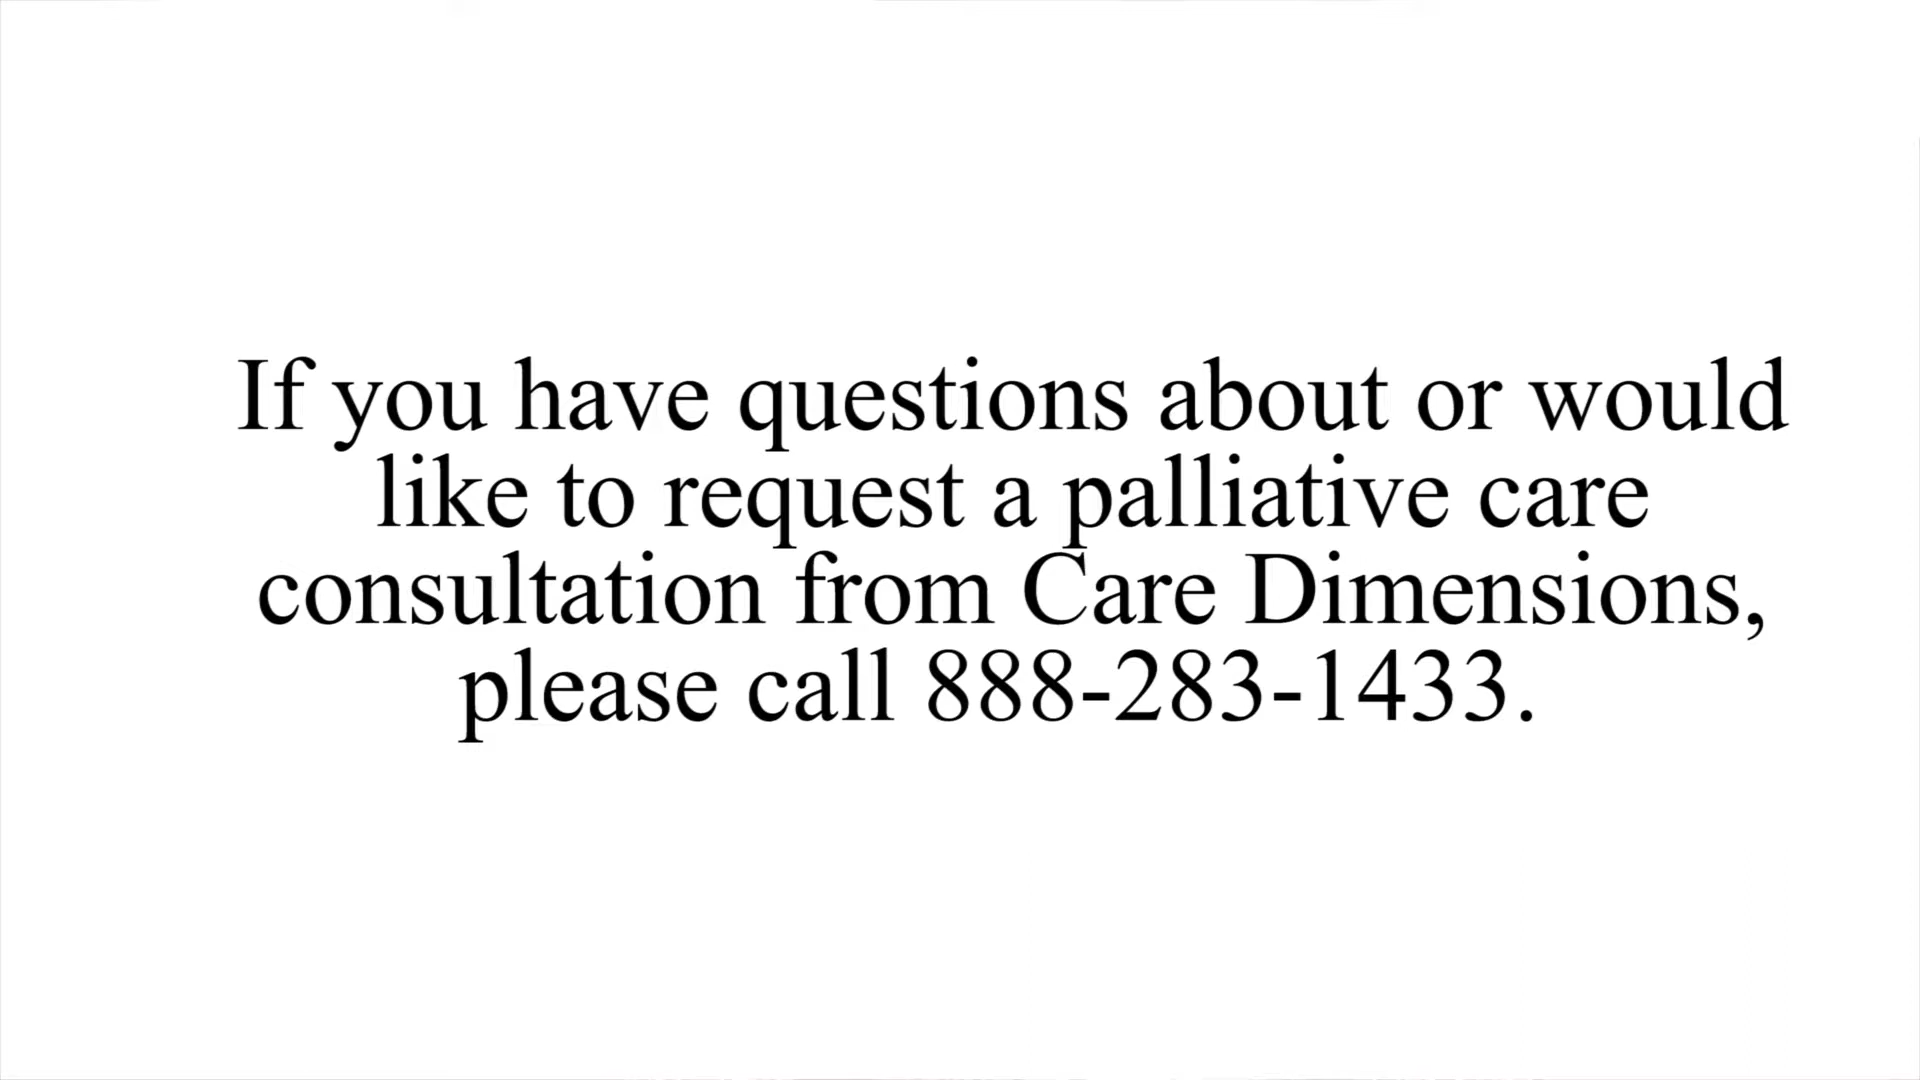 If you have questions about or would
like to request a palliative care
consultation from Care Dimensions,
please call 888-283-1433.